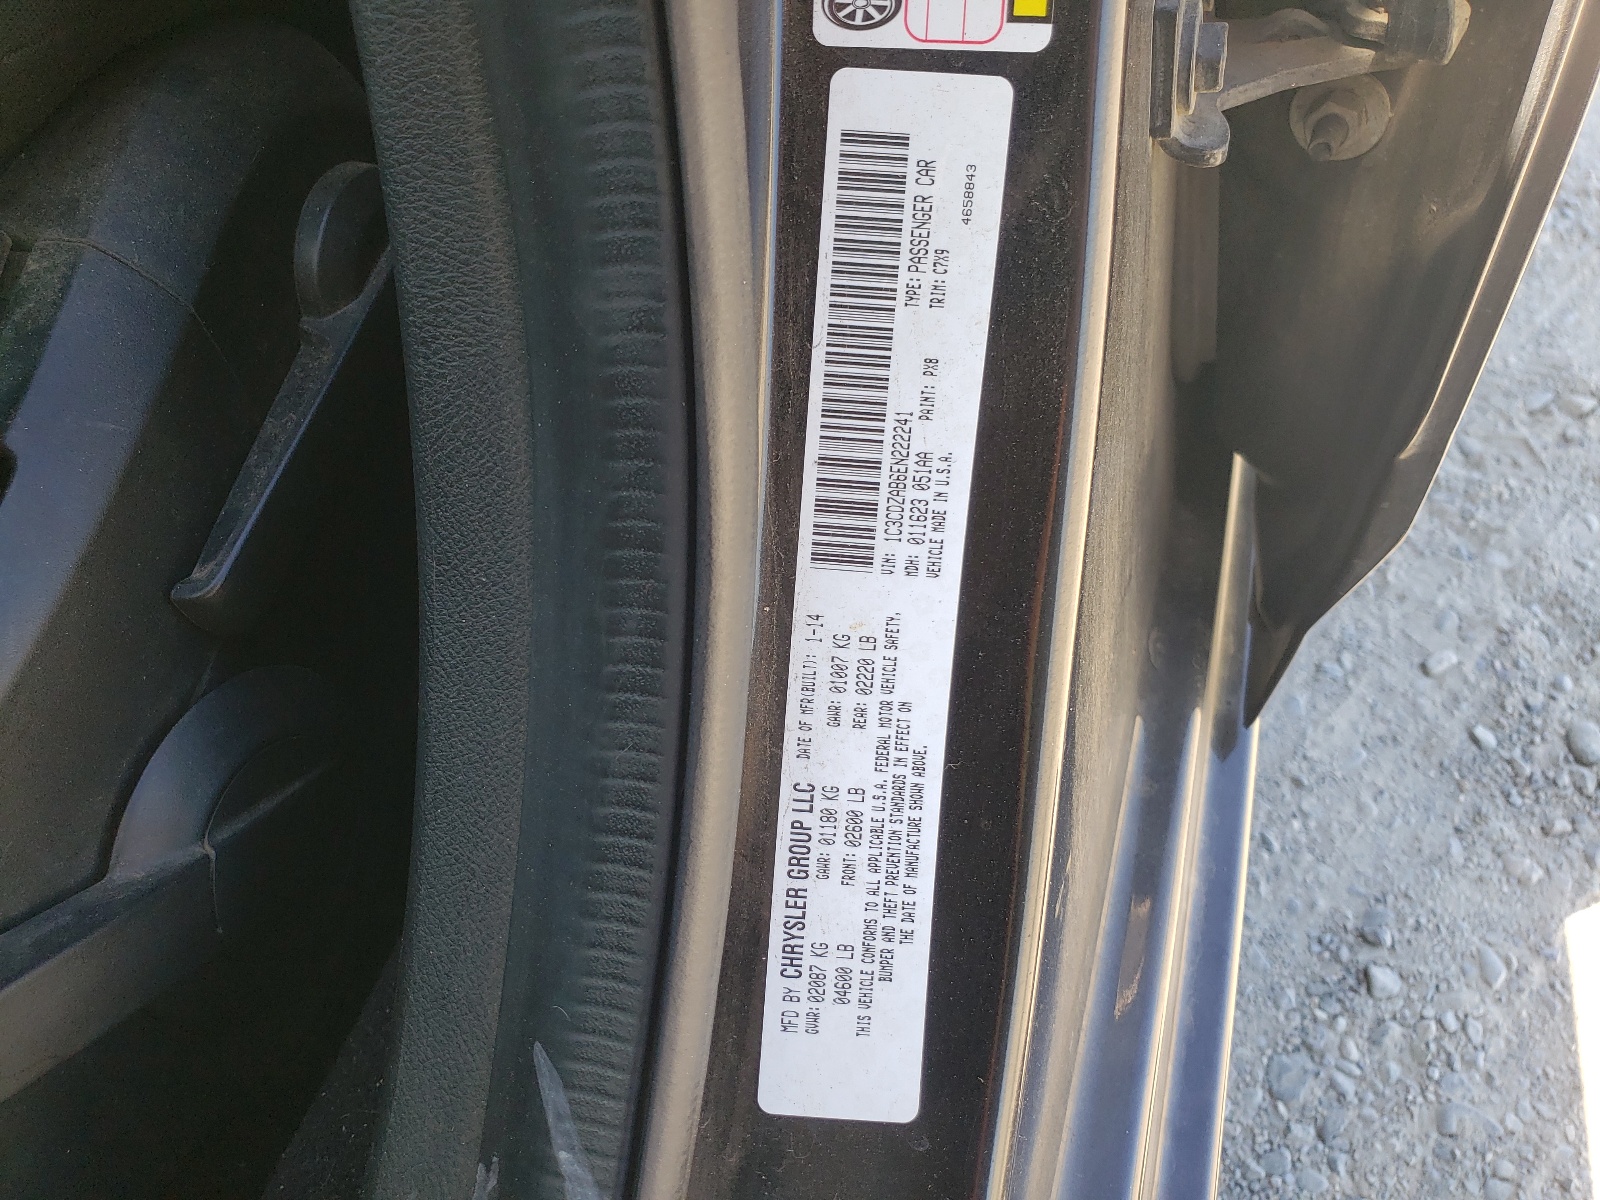 MFD BY CHRYSLER GROUP LLC DATE OF MFR(BUILT): 1-14
GVWR: 02087 KG GAWR: 01180 KG GAWR: 01007 KG
04600 LB FRONT: 02600 LB REAR: 02220 LB
THIS VEHICLE CONFORMS TO ALL APPLICABLE U.S.A. FEDERAL MOTOR VEHICLE SAFETY,
BUMPER AND THEFT PREVENTION STANDARDS IN EFFECT ON
THE DATE OF MANUFACTURE SHOWN ABOVE.
VIN: 1C3CDZAB6EN222241 TYPE: PASSENGER CAR
MDH: 011623 051AA PAINT: PX8 TRIM: C7X9
VEHICLE MADE IN U.S.A.
4658843